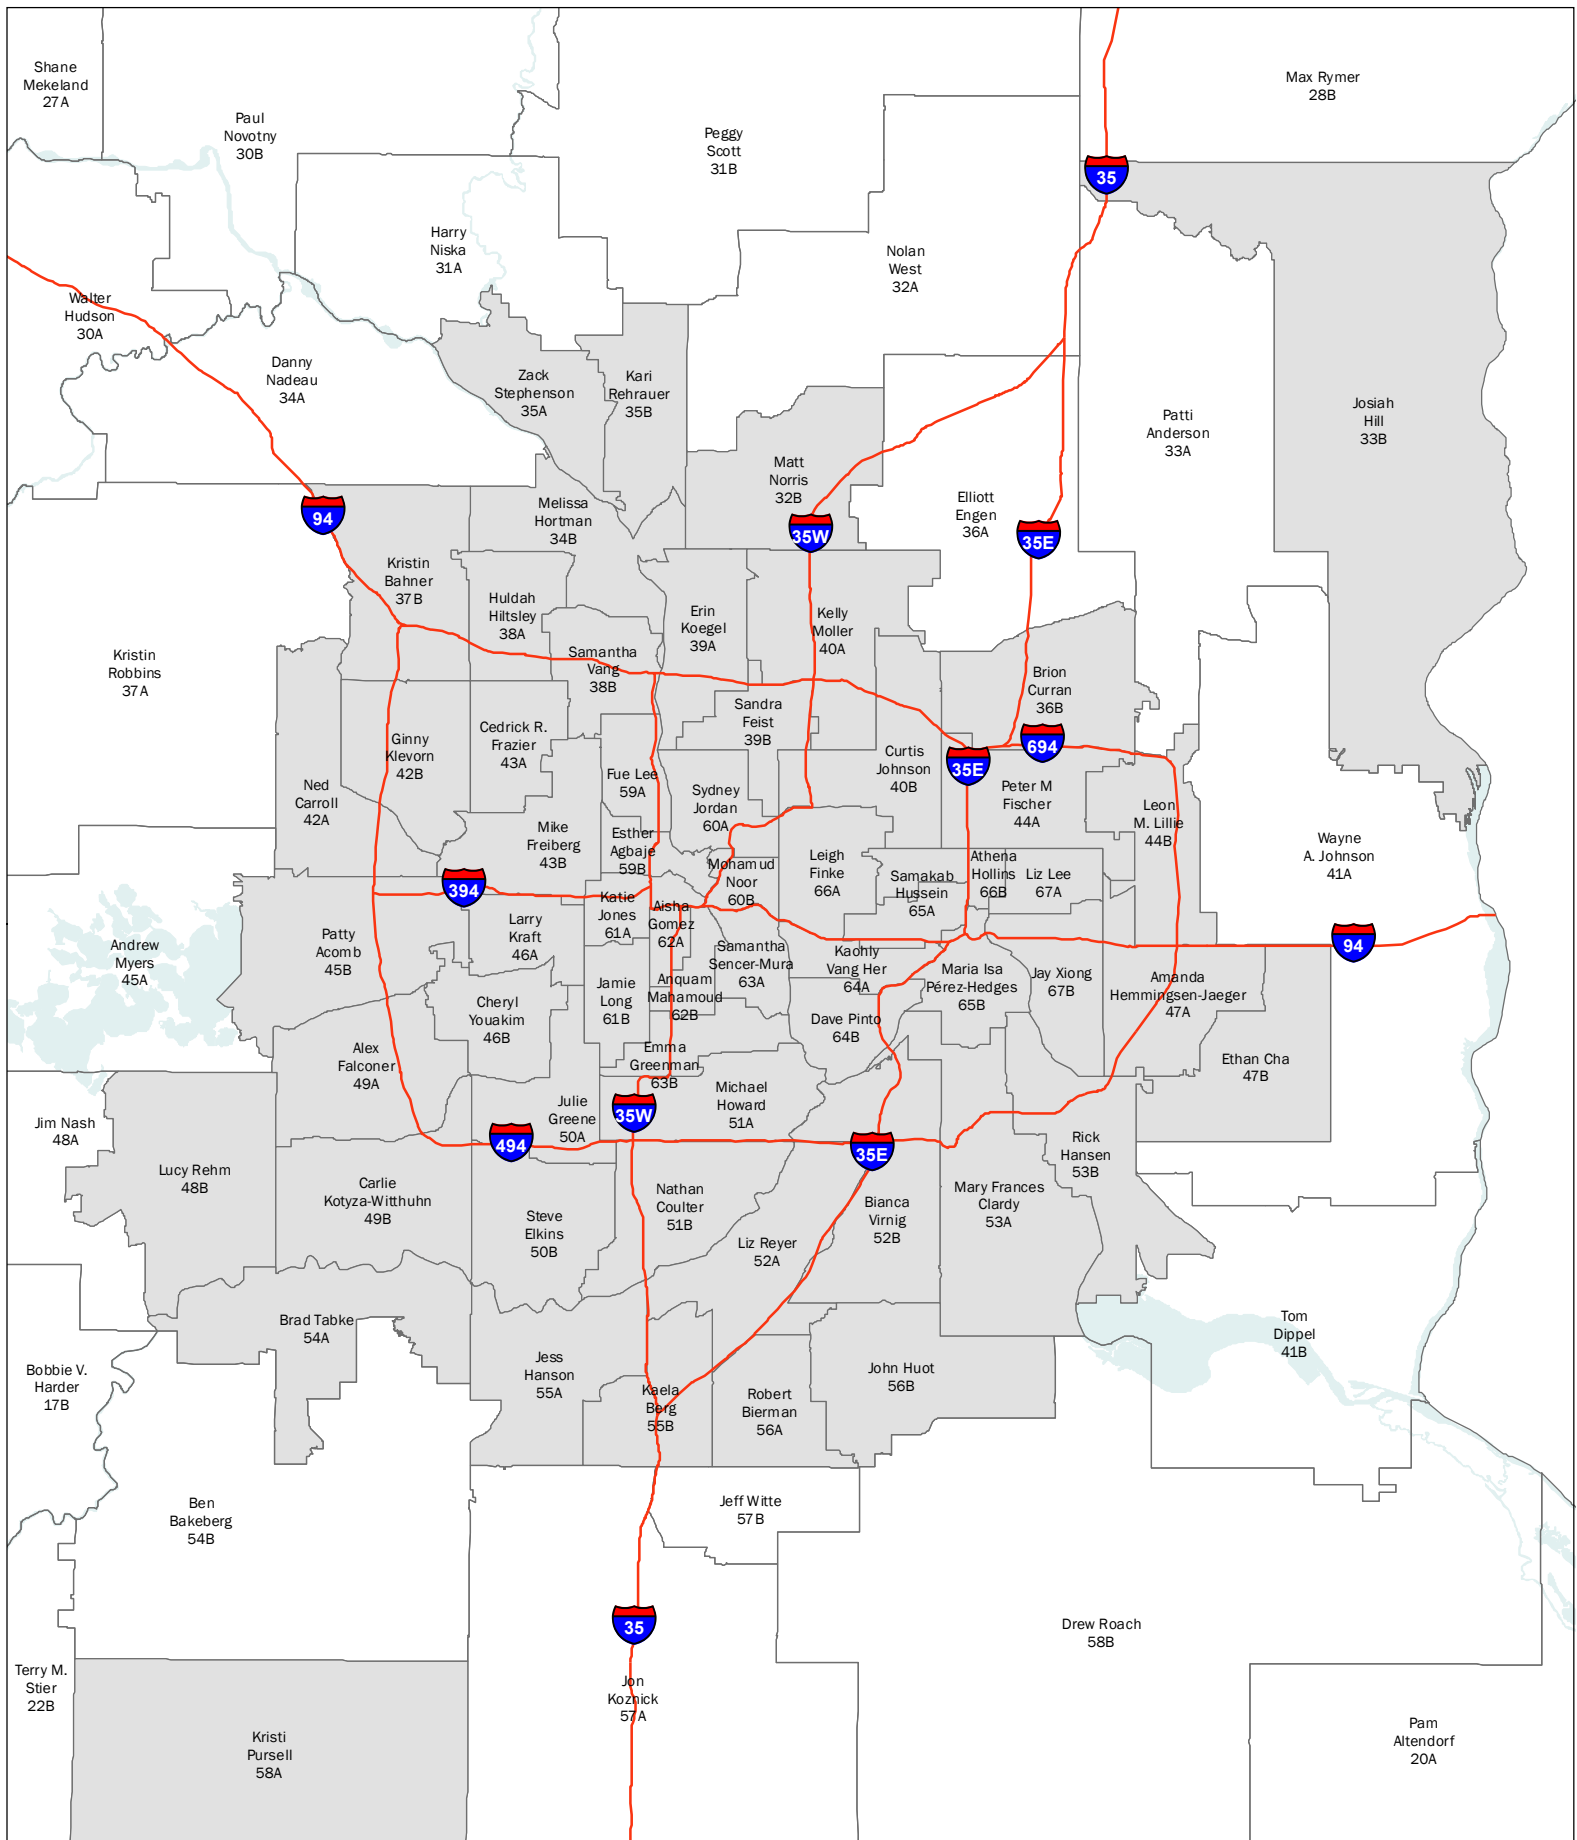 Shane
Mekeland
27A
Max Rymer
28B
Paul
Novotny
30B
Peggy
Scott
31B
35
Harry
Niska
31A
Nolan
West
32A
Walter
Hudson
30A
Danny
Nadeau
34A
Zack
Stephenson
35A
Kari
Rehrauer
35B
Josiah
Hill
33B
Patti
Anderson
33A
Matt
Norris
32B
Elliott
Engen
36A
94
Melissa
Hortman
34B
35W
35E
Kristin
Bahner
37B
Huldah
Hiltsley
38A
Erin
Koegel
39A
Kelly
Moller
40A
Kristin
Robbins
37A
Samantha
Vang
38B
Brion
Curran
36B
Sandra
Feist
39B
Cedrick R.
Frazier
43A
Ginny
Klevorn
42B
694
Curtis
Johnson
40B
35E
Ned
Carroll
42A
Fue Lee
59A
Sydney
Jordan
60A
Peter M
Fischer
44A
Leon
M. Lillie
44B
Mike
Freiberg
43B
Esther
Agbaje
59B
Wayne
A. Johnson
41A
Mohamud
Noor
60B
Leigh
Finke
66A
Samakab
Hussein
65A
Athena
Hollins
66B
Liz Lee
67A
394
Katie
Jones
61A
Aisha
Gomez
62A
Larry
Kraft
46A
Patty
Acomb
45B
Andrew
Myers
45A
94
Samantha
Sencer-Mura
63A
Kaohly
Vang Her
64A
Maria Isa
Pérez-Hedges
65B
Jay Xiong
67B
Amanda
Hemmingsen-Jaeger
47A
Jamie
Long
61B
Anquam
Mahamoud
62B
Cheryl
Youakim
46B
Dave Pinto
64B
Alex
Falconer
49A
Emma
Greenman
63B
Ethan Cha
47B
Michael
Howard
51A
Julie
Greene
50A
35W
Jim Nash
48A
494
35E
Rick
Hansen
53B
Lucy Rehm
48B
Carlie
Kotyza-Witthuhn
49B
Nathan
Coulter
51B
Bianca
Virnig
52B
Mary Frances
Clardy
53A
Steve
Elkins
50B
Liz Reyer
52A
Brad Tabke
54A
Tom
Dippel
41B
Jess
Hanson
55A
John Huot
56B
Bobbie V.
Harder
17B
Kaela
Berg
55B
Robert
Bierman
56A
Ben
Bakeberg
54B
Jeff Witte
57B
35
Drew Roach
58B
Terry M.
Stier
22B
Jon
Koznick
57A
Kristi
Pursell
58A
Pam
Altendorf
20A